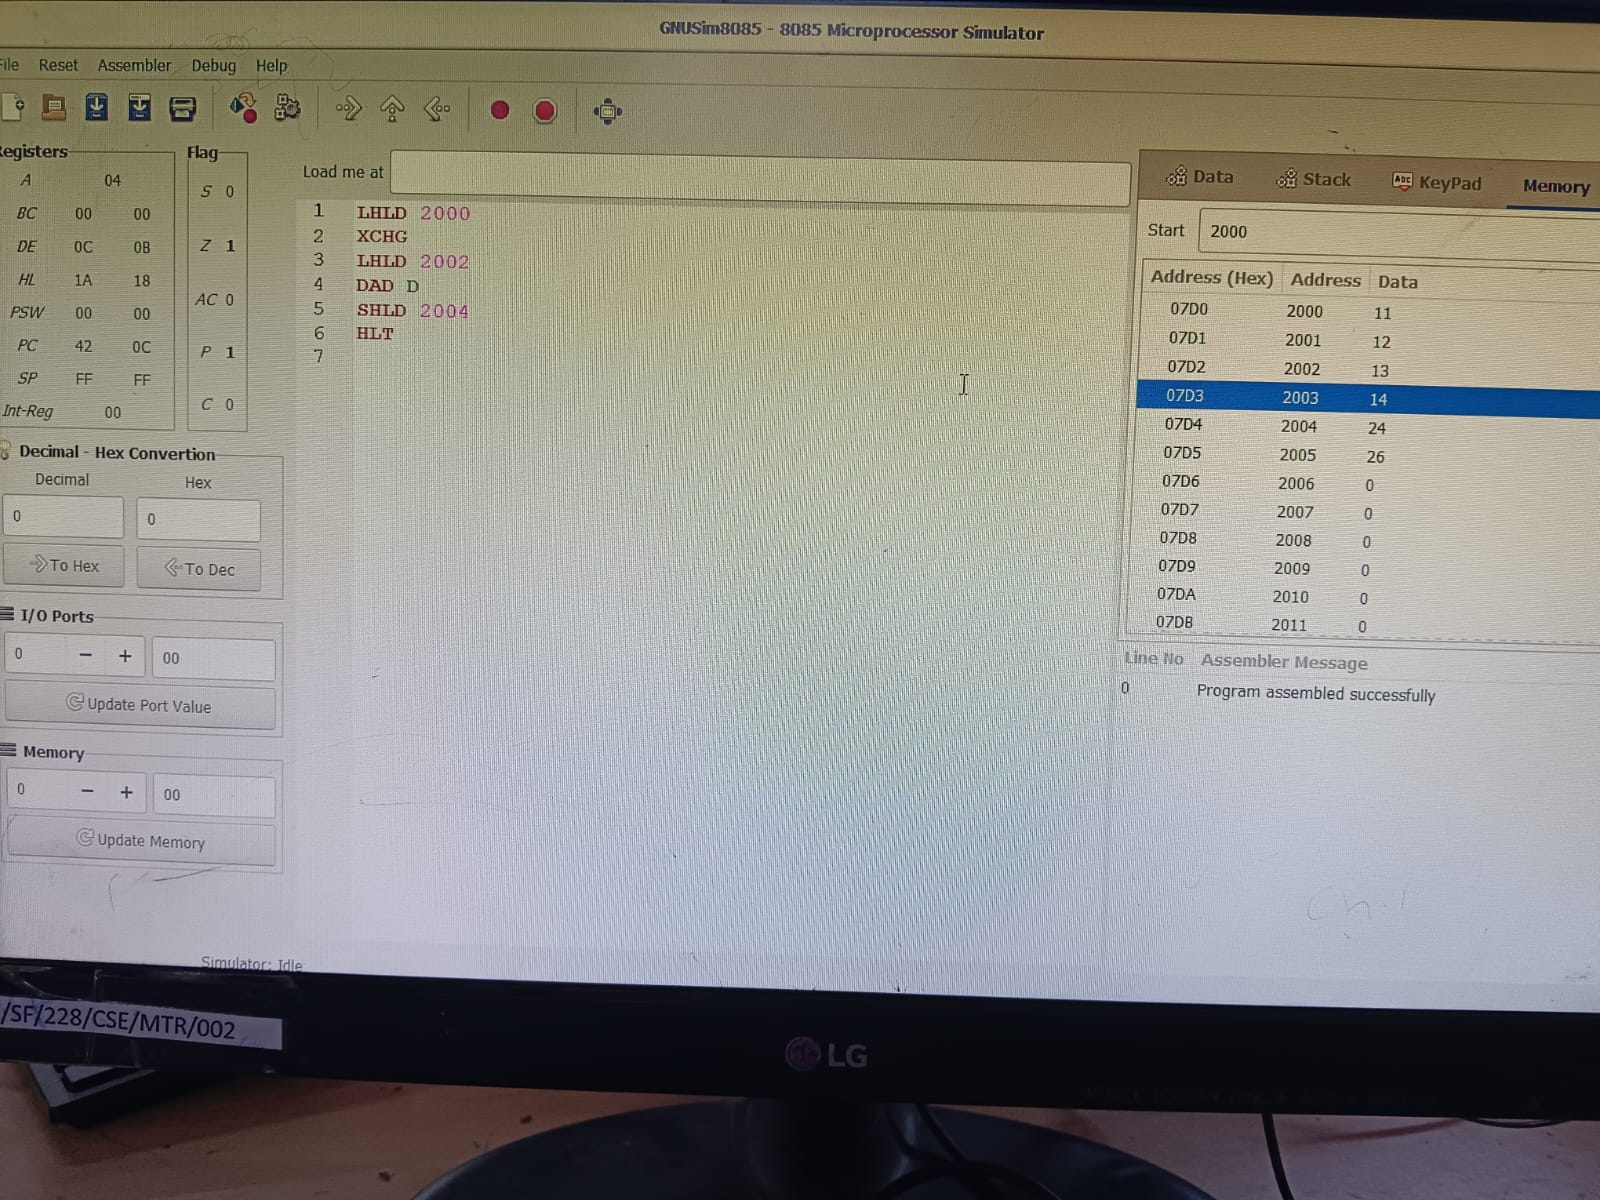 GNUSim8085 - 8085 Microprocessor Simulator
File Reset Assembler Debug Help
Registers
A 04
BC 00 00
DE 0C 0B
HL 1A 18
PSW 00 00
PC 42 0C
SP FF FF
Int-Reg 00
Flag
S 0
Z 1
AC 0
P 1
C 0
Decimal - Hex Convertion
Decimal Hex
0 0
To Hex To Dec
I/O Ports
0 - + 00
Update Port Value
Memory
0 - + 00
Update Memory
Load me at
1 LHLD 2000
2 XCHG
3 LHLD 2002
4 DAD D
5 SHLD 2004
6 HLT
7
Data Stack KeyPad Memory
Start 2000
Address (Hex) Address Data
07D0 2000 11
07D1 2001 12
07D2 2002 13
07D3 2003 14
07D4 2004 24
07D5 2005 26
07D6 2006 0
07D7 2007 0
07D8 2008 0
07D9 2009 0
07DA 2010 0
07DB 2011 0
Line No Assembler Message
0 Program assembled successfully
Simulator: Idle
/SF/228/CSE/MTR/002
LG